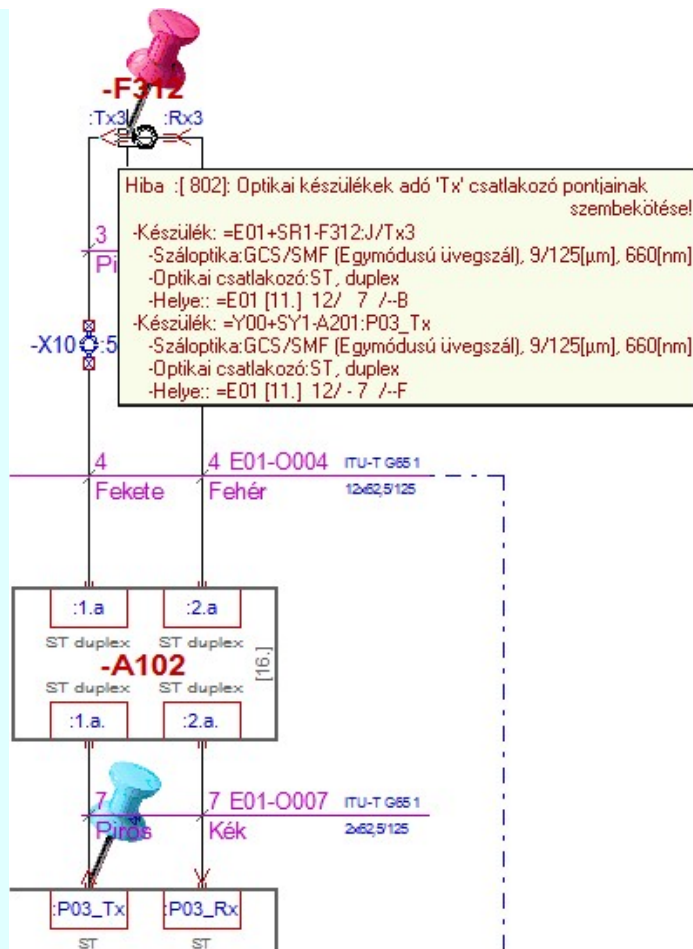 -F312
:Tx3 :Rx3
Hiba :[ 802]: Optikai készülékek adó 'Tx' csatlakozó pontjainak
szembekötése!
-Készülék: =E01+SR1-F312:J/Tx3
-Száloptika:GCS/SMF (Egymódusú üvegszál), 9/125[µm], 660[nm]
-Optikai csatlakozó:ST, duplex
-Helye:: =E01 [11.] 12/ 7 /--B
-Készülék: =Y00+SY1-A201:P03_Tx
-Száloptika:GCS/SMF (Egymódusú üvegszál), 9/125[µm], 660[nm]
-Optikai csatlakozó:ST, duplex
-Helye:: =E01 [11.] 12/ - 7 /--F
3
Pi
-X10 :5
4 4 E01-O004 ITU-T G651
Fekete Fehér 12x62,5/125
:1.a :2.a
ST duplex ST duplex
-A102 [16.]
ST duplex ST duplex
:1.a. :2.a.
7 7 E01-O007 ITU-T G651
Piros Kék 2x62,5/125
:P03_Tx :P03_Rx
ST ST